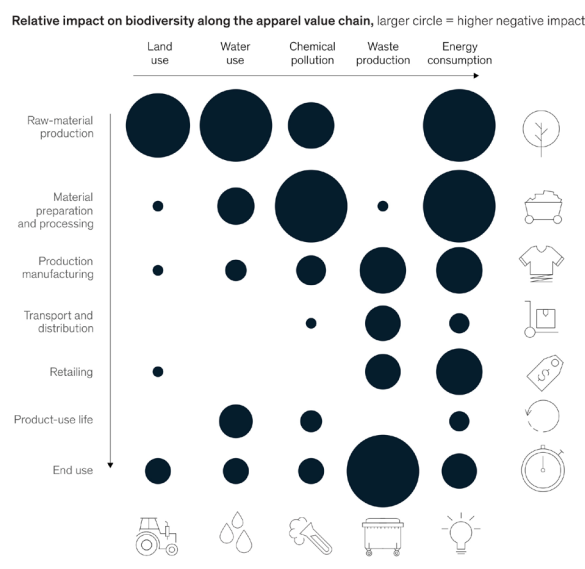 Relative impact on biodiversity along the apparel value chain, larger circle = higher negative impact
Land
use
Water
use
Chemical
pollution
Waste
production
Energy
consumption
Raw-material
production
Material
preparation
and processing
Production
manufacturing
Transport and
distribution
Retailing
$
Product-use life
End use